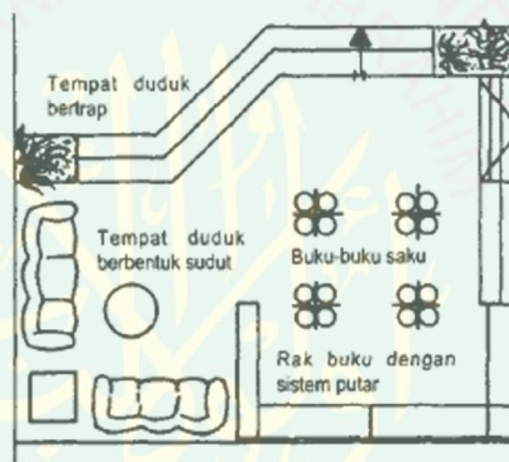 Tempat duduk
bertrap
Tempat duduk
berbentuk sudut
Buku-buku saku
Rak buku dengan
sistem putar